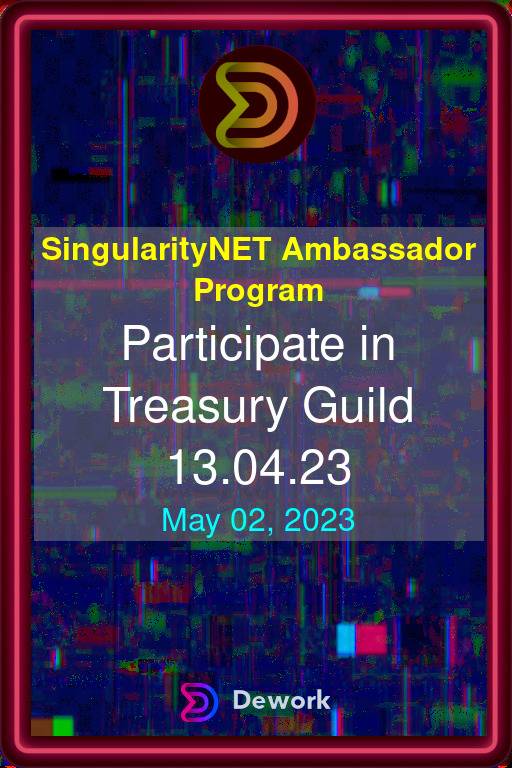 SingularityNET Ambassador
Program
Participate in
Treasury Guild
13.04.23
May 02, 2023
Dework